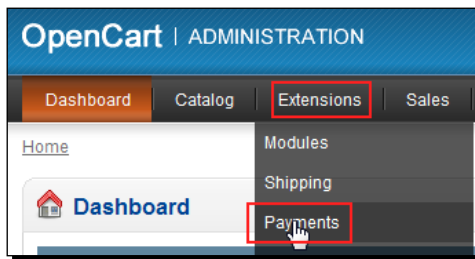 OpenCart | ADMINISTRATION
Dashboard Catalog Extensions Sales
Home
Modules
Shipping
Dashboard
Payments